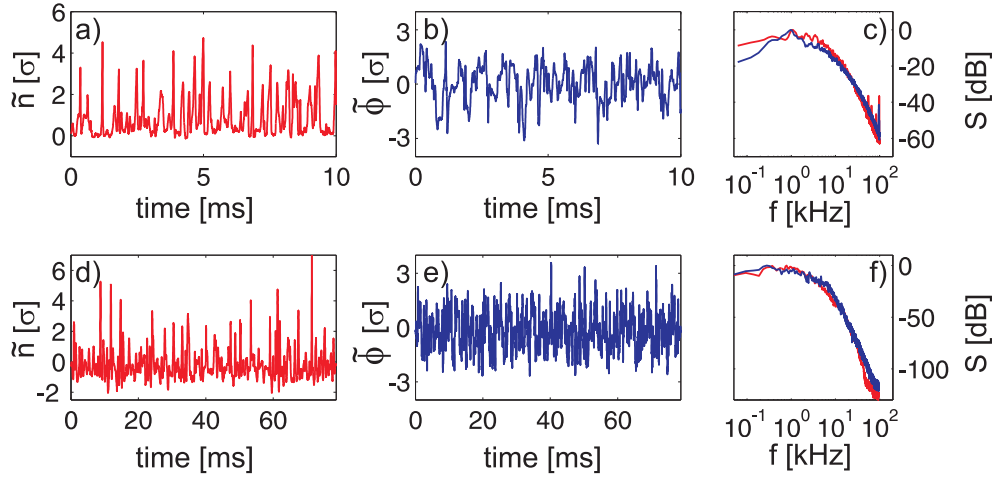 a)
ñ [σ]
6
4
2
0
0 5 10
time [ms]
b)
ϕ̃ [σ]
3
0
-3
0 5 10
time [ms]
c)
S [dB]
0
-20
-40
-60
10⁻¹ 10⁰ 10¹ 10²
f [kHz]
d)
ñ [σ]
6
4
2
0
-2
0 20 40 60
time [ms]
e)
ϕ̃ [σ]
3
0
-3
0 20 40 60
time [ms]
f)
S [dB]
0
-50
-100
10⁻¹ 10⁰ 10¹ 10²
f [kHz]